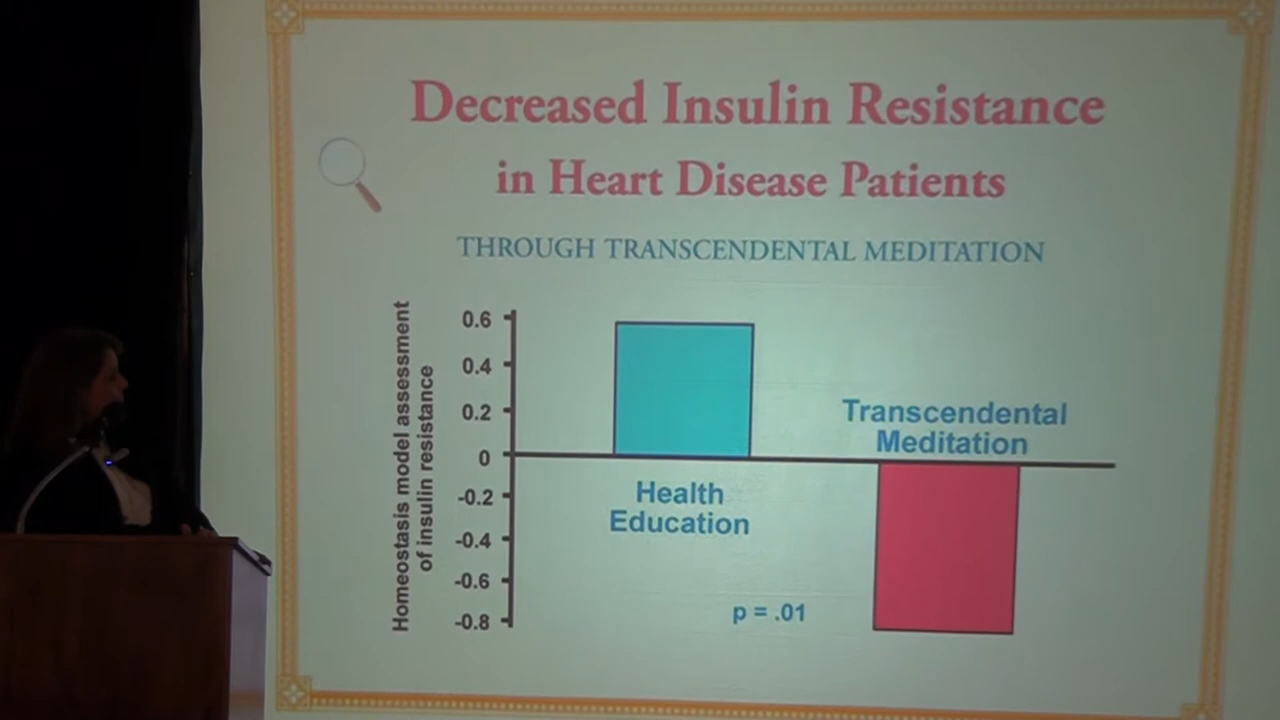 Decreased Insulin Resistance
in Heart Disease Patients
THROUGH TRANSCENDENTAL MEDITATION
Homeostasis model assessment
of insulin resistance
0.6
0.4
0.2
0
-0.2
-0.4
-0.6
-0.8
Health
Education
Transcendental
Meditation
p = .01